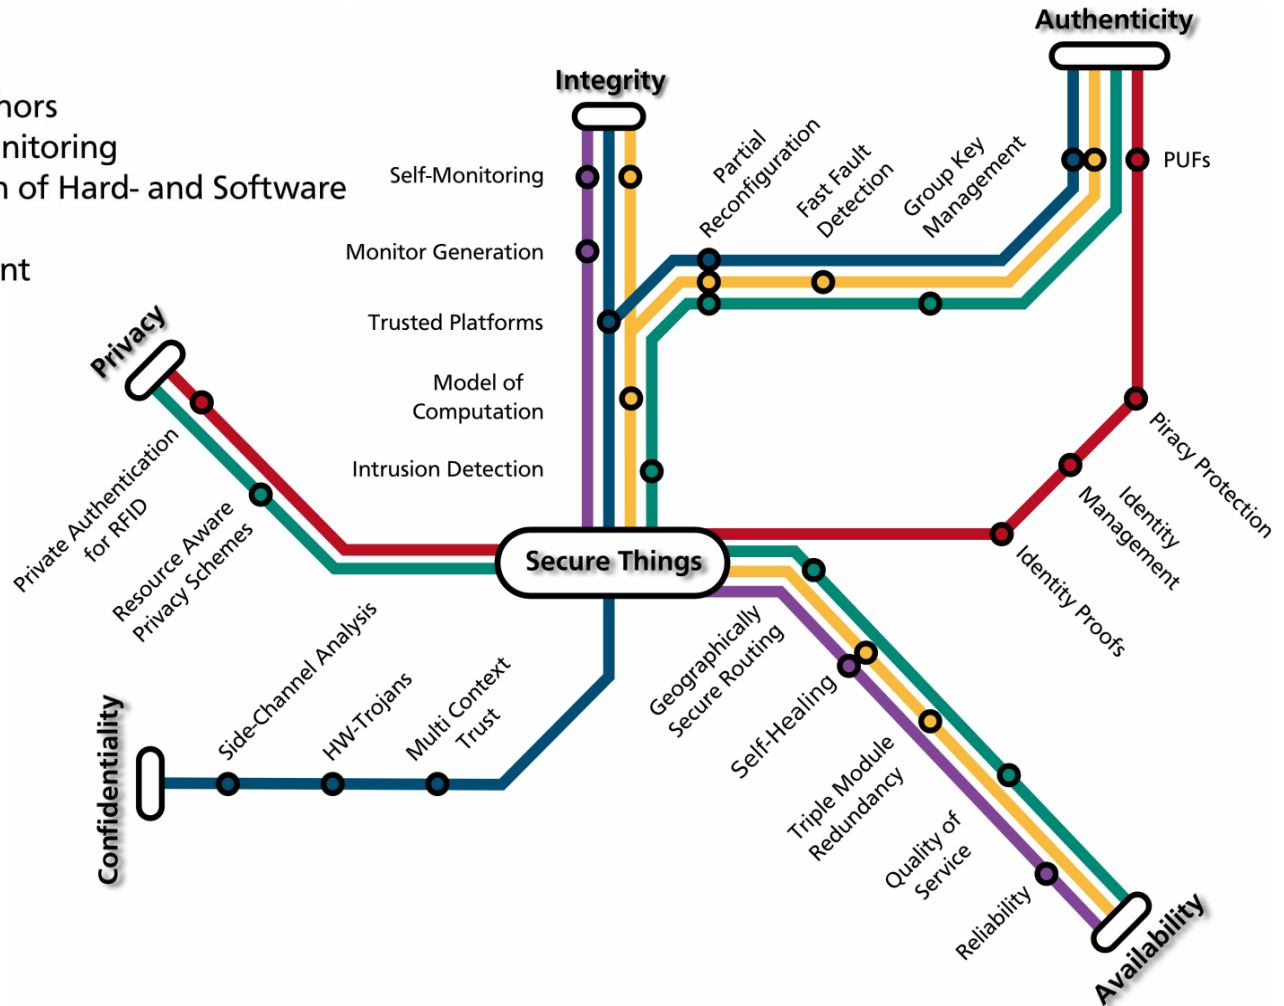 Authenticity
Integrity
hors
nitoring
n of Hard- and Software
nt
Self-Monitoring
Monitor Generation
Trusted Platforms
Model of
Computation
Intrusion Detection
Partial
Reconfiguration
Fast Fault
Detection
Group Key
Management
PUFs
Privacy
Private Authentication
for RFID
Resource Aware
Privacy Schemes
Secure Things
Piracy Protection
Identity
Management
Identity Proofs
Confidentiality
Side-Channel Analysis
HW-Trojans
Multi Context
Trust
Geographically
Secure Routing
Self-Healing
Triple Module
Redundancy
Quality of
Service
Reliability
Availability